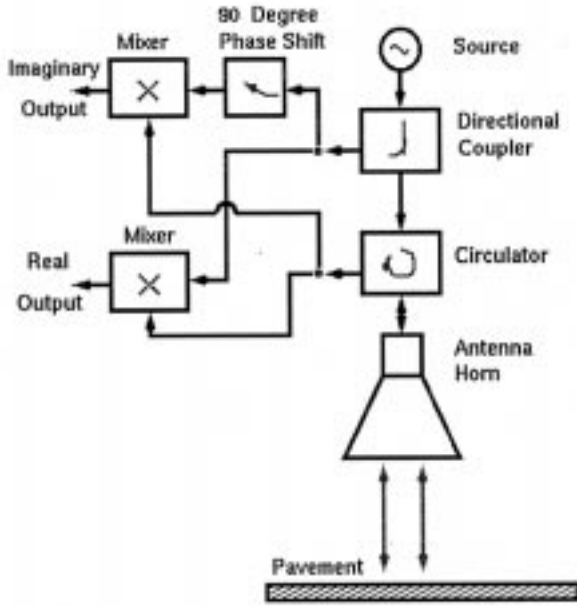 90 Degree
Phase Shift
Mixer
Source
Imaginary
Output
Directional
Coupler
Mixer
Real
Output
Circulator
Antenna
Horn
Pavement